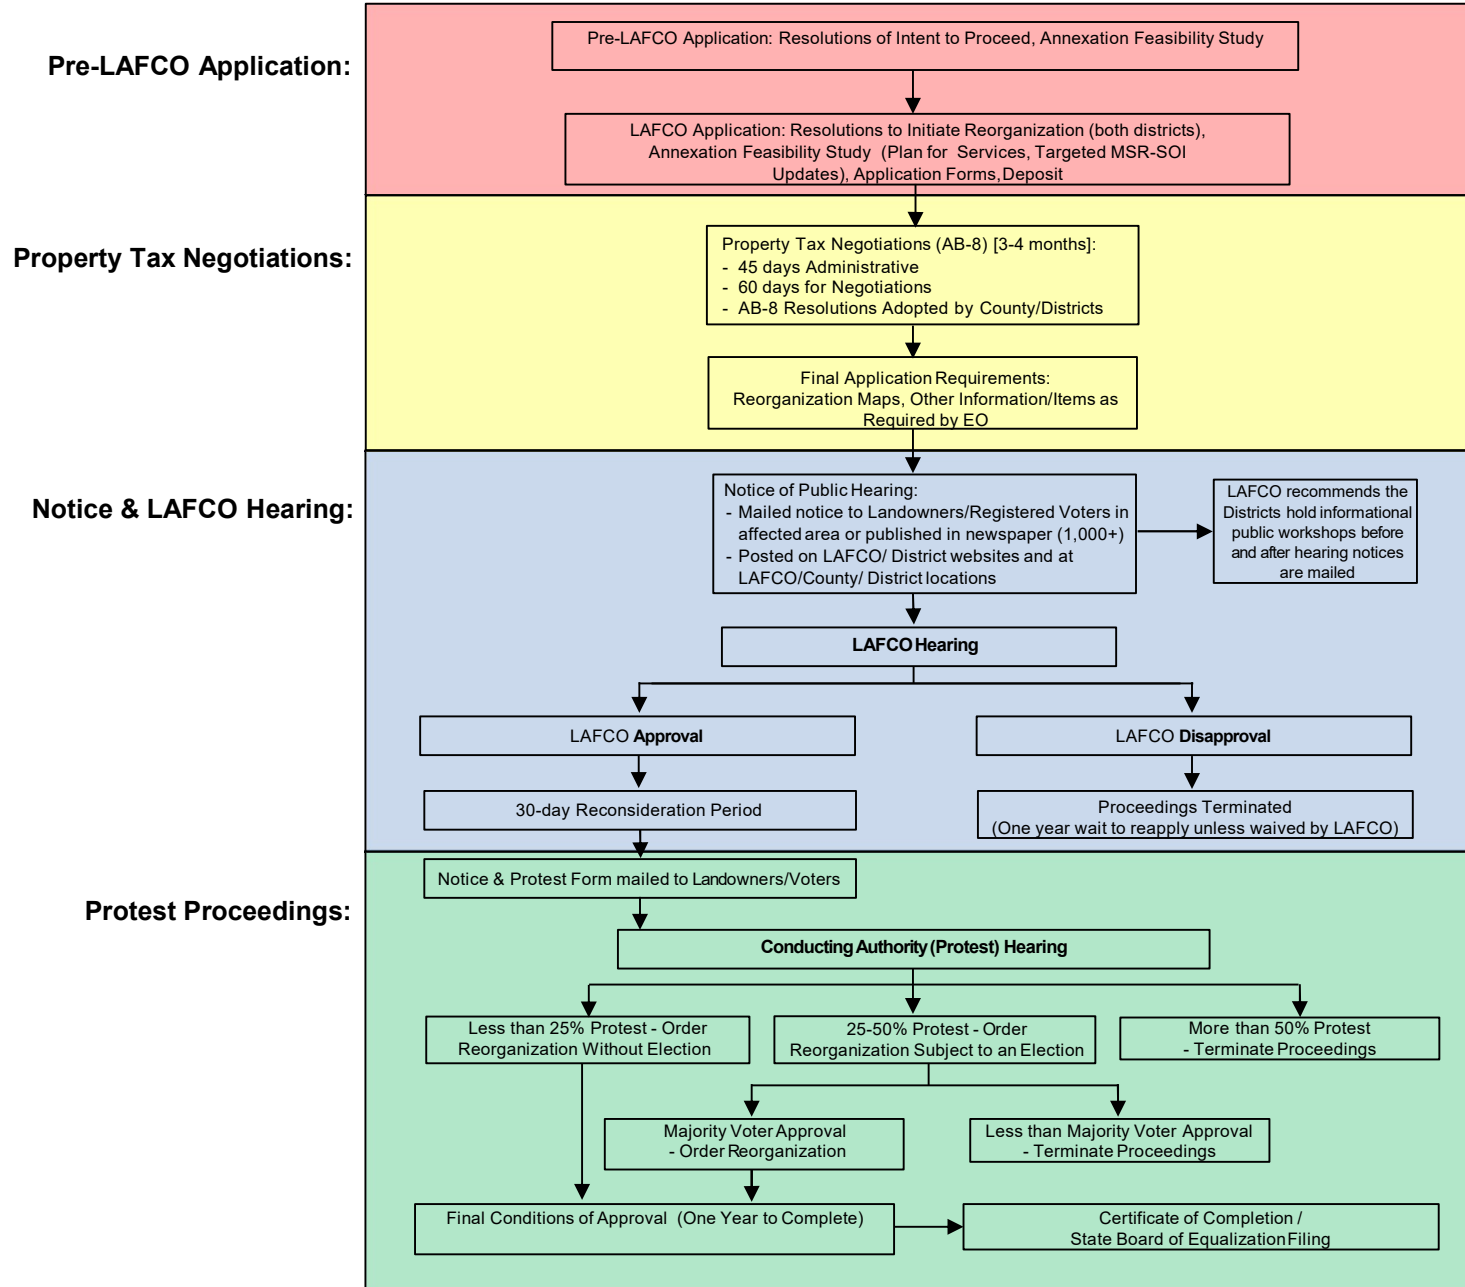 Pre-LAFCO Application:
Pre-LAFCO Application: Resolutions of Intent to Proceed, Annexation Feasibility Study
LAFCO Application: Resolutions to Initiate Reorganization (both districts),
Annexation Feasibility Study (Plan for Services, Targeted MSR-SOI
Updates), Application Forms,Deposit
Property Tax Negotiations:
Property Tax Negotiations (AB-8) [3-4 months]:
- 45 days Administrative
- 60 days for Negotiations
- AB-8 Resolutions Adopted by County/Districts
Final Application Requirements:
Reorganization Maps, Other Information/Items as
Required by EO
Notice & LAFCO Hearing:
Notice of Public Hearing:
- Mailed notice to Landowners/Registered Voters in
affected area or published in newspaper (1,000+)
- Posted on LAFCO/ District websites and at
LAFCO/County/ District locations
LAFCO recommends the
Districts hold informational
public workshops before
and after hearing notices
are mailed
LAFCO Hearing
LAFCO Approval
LAFCO Disapproval
30-day Reconsideration Period
Proceedings Terminated
(One year wait to reapply unless waived by LAFCO)
Protest Proceedings:
Notice & Protest Form mailed to Landowners/Voters
Conducting Authority (Protest) Hearing
Less than 25% Protest - Order
Reorganization Without Election
25-50% Protest - Order
Reorganization Subject to an Election
More than 50% Protest
- Terminate Proceedings
Majority Voter Approval
- Order Reorganization
Less than Majority Voter Approval
- Terminate Proceedings
Final Conditions of Approval (One Year to Complete)
Certificate of Completion /
State Board of Equalization Filing